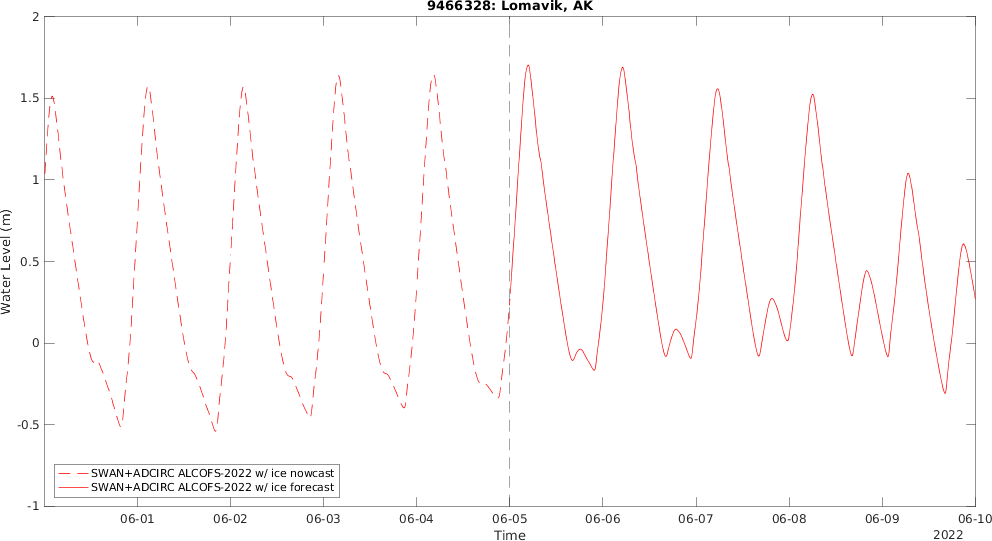 9466328: Lomavik, AK
2
1.5
1
0.5
0
-0.5
-1
Water Level (m)
SWAN+ADCIRC ALCOFS-2022 w/ ice nowcast
SWAN+ADCIRC ALCOFS-2022 w/ ice forecast
06-01 06-02 06-03 06-04 06-05 06-06 06-07 06-08 06-09 06-10
Time
2022